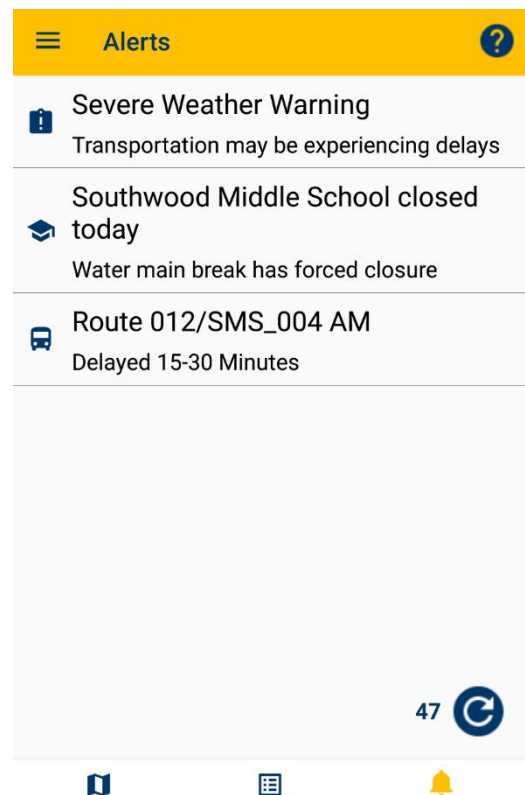 Alerts
Severe Weather Warning
Transportation may be experiencing delays
Southwood Middle School closed
today
Water main break has forced closure
Route 012/SMS_004 AM
Delayed 15-30 Minutes
47